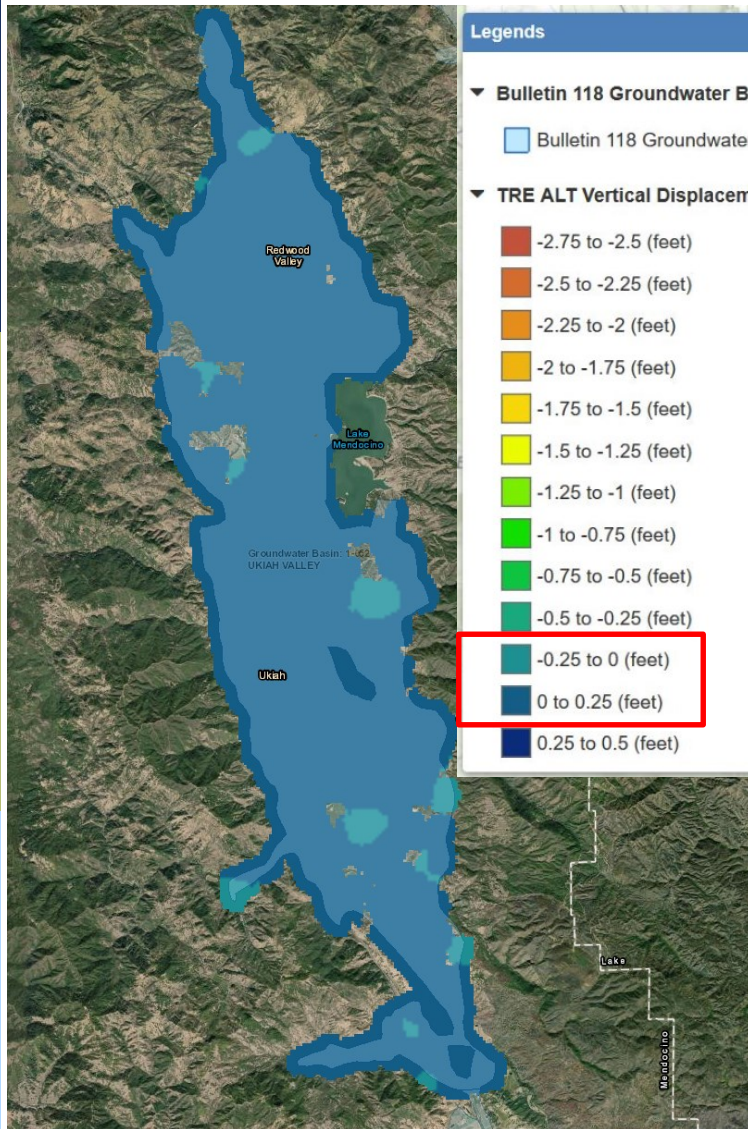 Legends
Bulletin 118 Groundwater B
Bulletin 118 Groundwate
TRE ALT Vertical Displacem
-2.75 to -2.5 (feet)
-2.5 to -2.25 (feet)
-2.25 to -2 (feet)
-2 to -1.75 (feet)
-1.75 to -1.5 (feet)
-1.5 to -1.25 (feet)
-1.25 to -1 (feet)
-1 to -0.75 (feet)
-0.75 to -0.5 (feet)
-0.5 to -0.25 (feet)
-0.25 to 0 (feet)
0 to 0.25 (feet)
0.25 to 0.5 (feet)
Redwood
Valley
Lake
Mendocino
Groundwater Basin:
UKIAH VALLEY
Ukiah
Lake
Mendocino